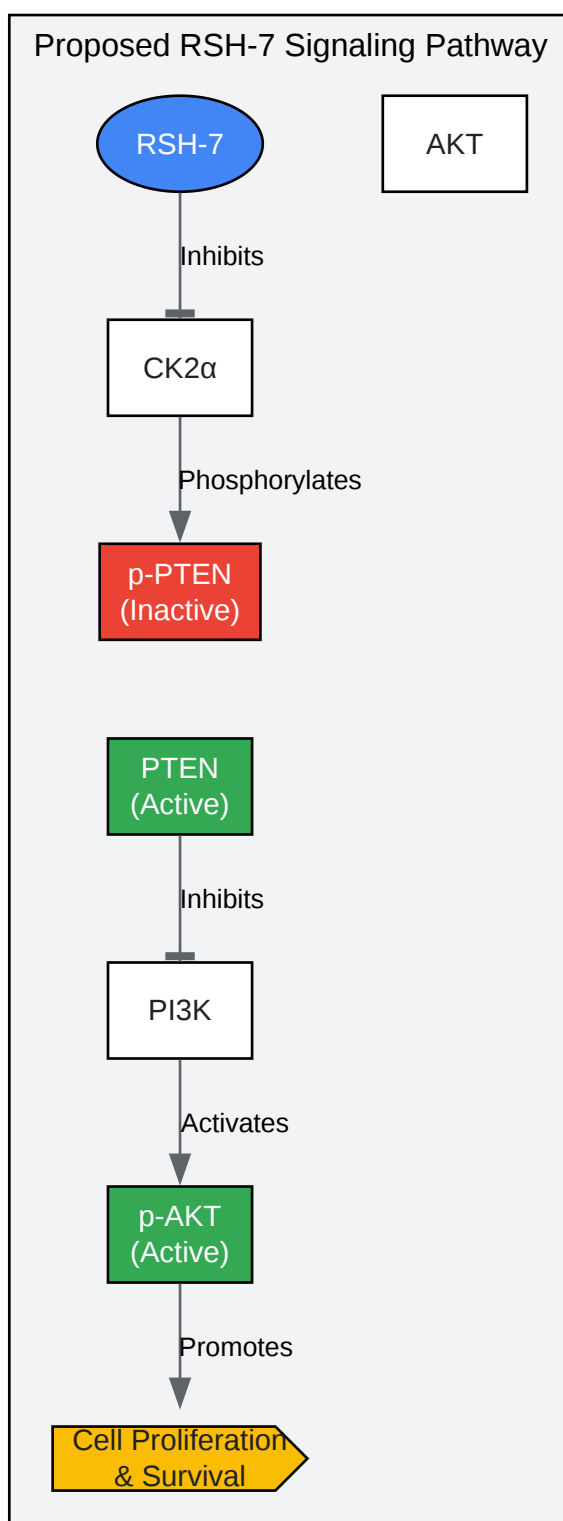 Proposed RSH-7 Signaling Pathway
RSH-7
AKT
Inhibits
CK2α
Phosphorylates
p-PTEN
(Inactive)
PTEN
(Active)
Inhibits
PI3K
Activates
p-AKT
(Active)
Promotes
Cell Proliferation
& Survival